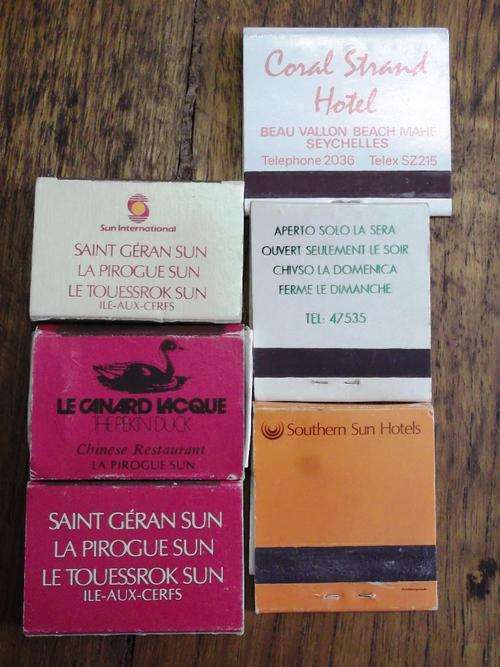 Coral Strand
Hotel
BEAU VALLON BEACH MAHE
SEYCHELLES
Telephone 2036 Telex SZ215
Sun International
SAINT GÉRAN SUN
LA PIROGUE SUN
LE TOUESSROK SUN
ILE-AUX-CERFS
APERTO SOLO LA SERA
OUVERT SEULEMENT LE SOIR
CHIVSO LA DOMENICA
FERME LE DIMANCHE
TEL: 47535
LE CANARD LACQUE
THE PEKIN DUCK
Chinese Restaurant
LA PIROGUE SUN
Southern Sun Hotels
SAINT GÉRAN SUN
LA PIROGUE SUN
LE TOUESSROK SUN
ILE-AUX-CERFS